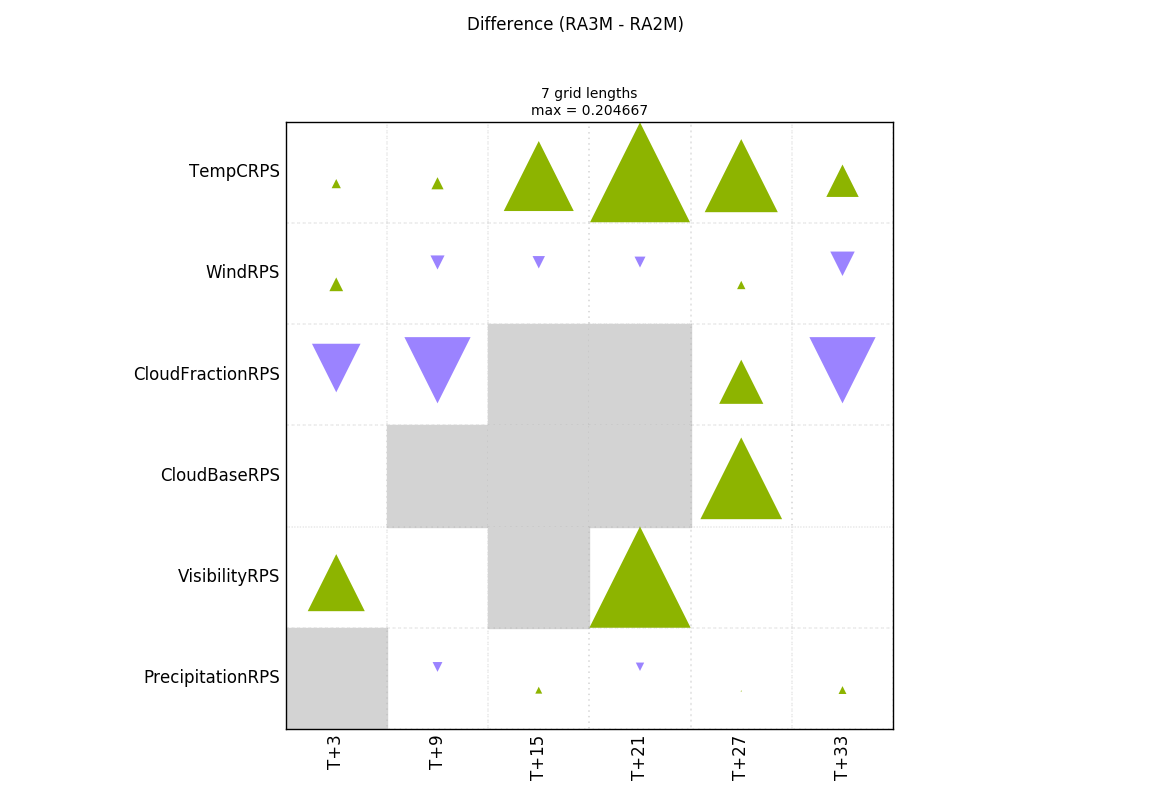 Difference (RA3M - RA2M)
7 grid lengths
max = 0.204667
TempCRPS
WindRPS
CloudFractionRPS
CloudBaseRPS
VisibilityRPS
PrecipitationRPS
T+3
T+9
T+15
T+21
T+27
T+33